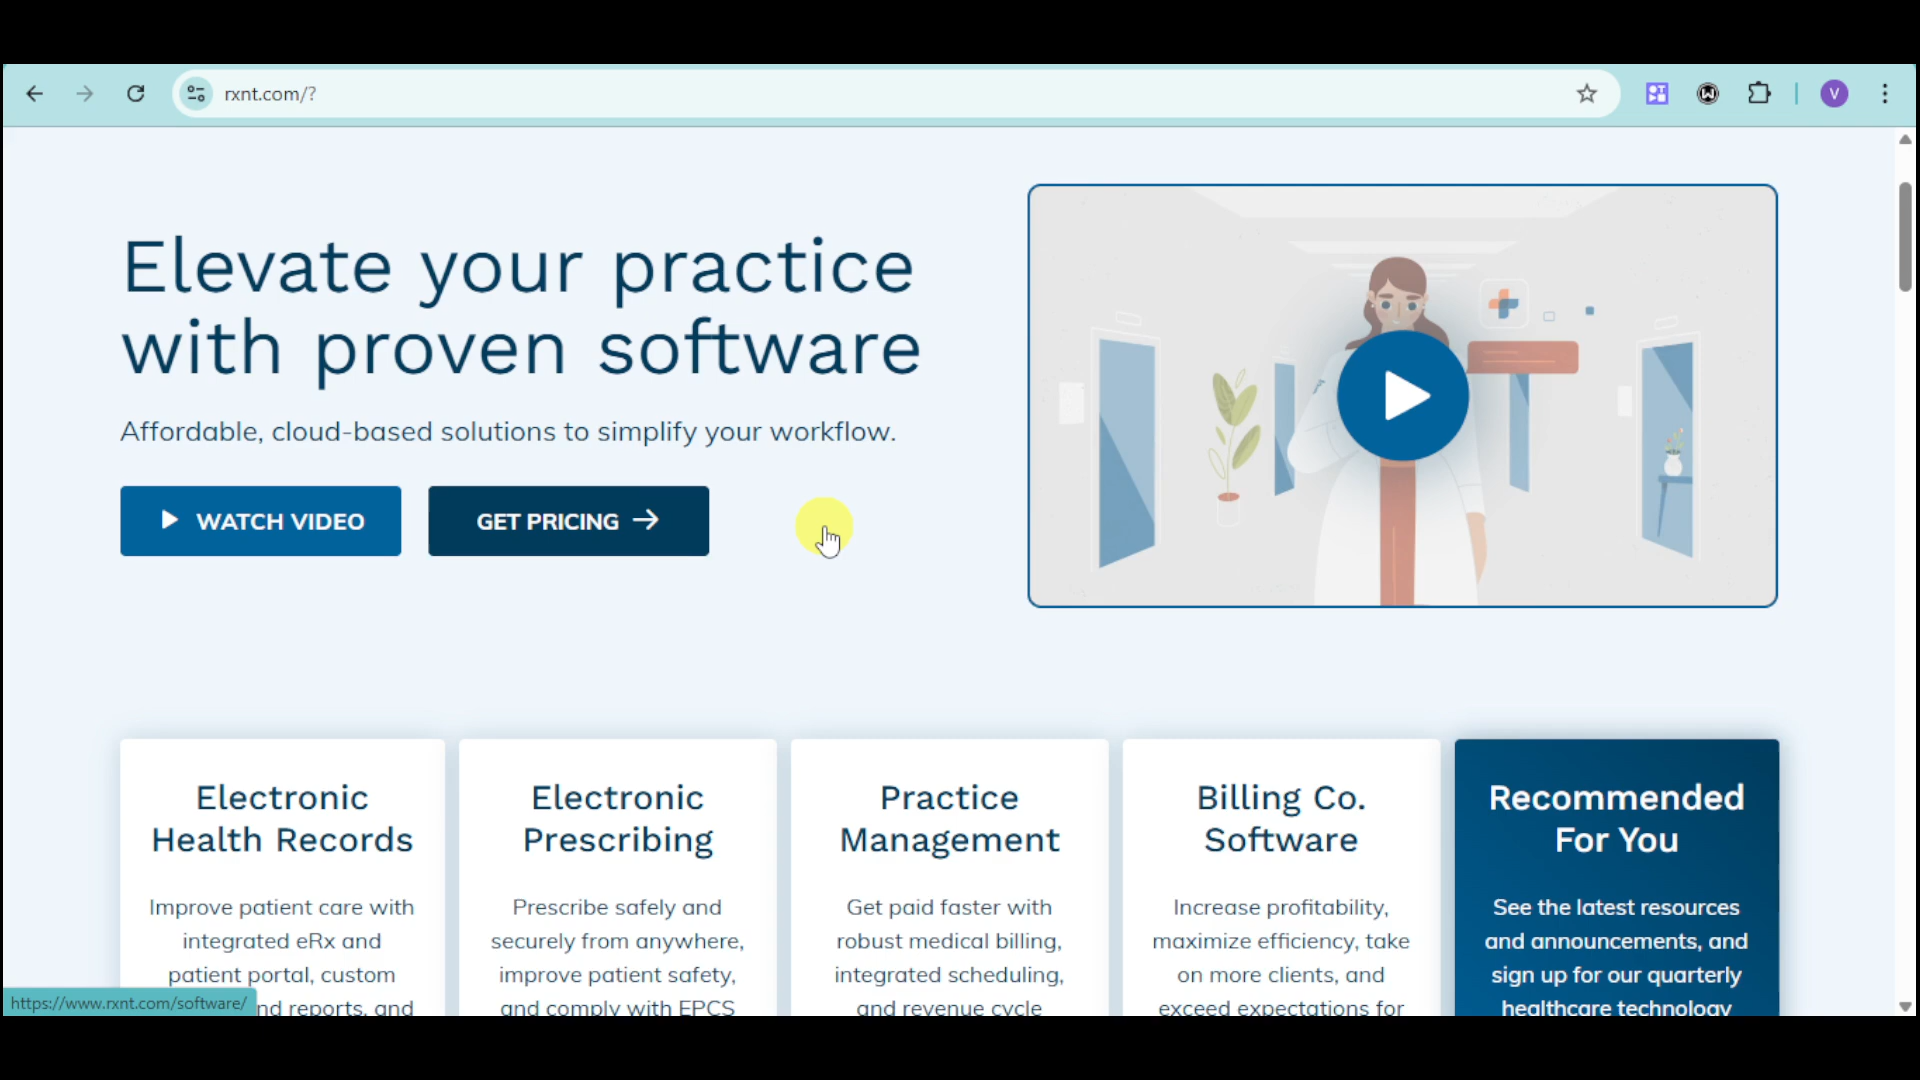 rxnt.com/?
V
Elevate your practice
with proven software
Affordable, cloud-based solutions to simplify your workflow.
WATCH VIDEO
GET PRICING
Electronic
Health Records
Improve patient care with
integrated eRx and
patient portal, custom
nd reports, and
Electronic
Prescribing
Prescribe safely and
securely from anywhere,
improve patient safety,
and comply with EPCS
Practice
Management
Get paid faster with
robust medical billing,
integrated scheduling,
and revenue cycle
Billing Co.
Software
Increase profitability,
maximize efficiency, take
on more clients, and
exceed expectations for
Recommended
For You
See the latest resources
and announcements, and
sign up for our quarterly
healthcare technology
https://www.rxnt.com/software/